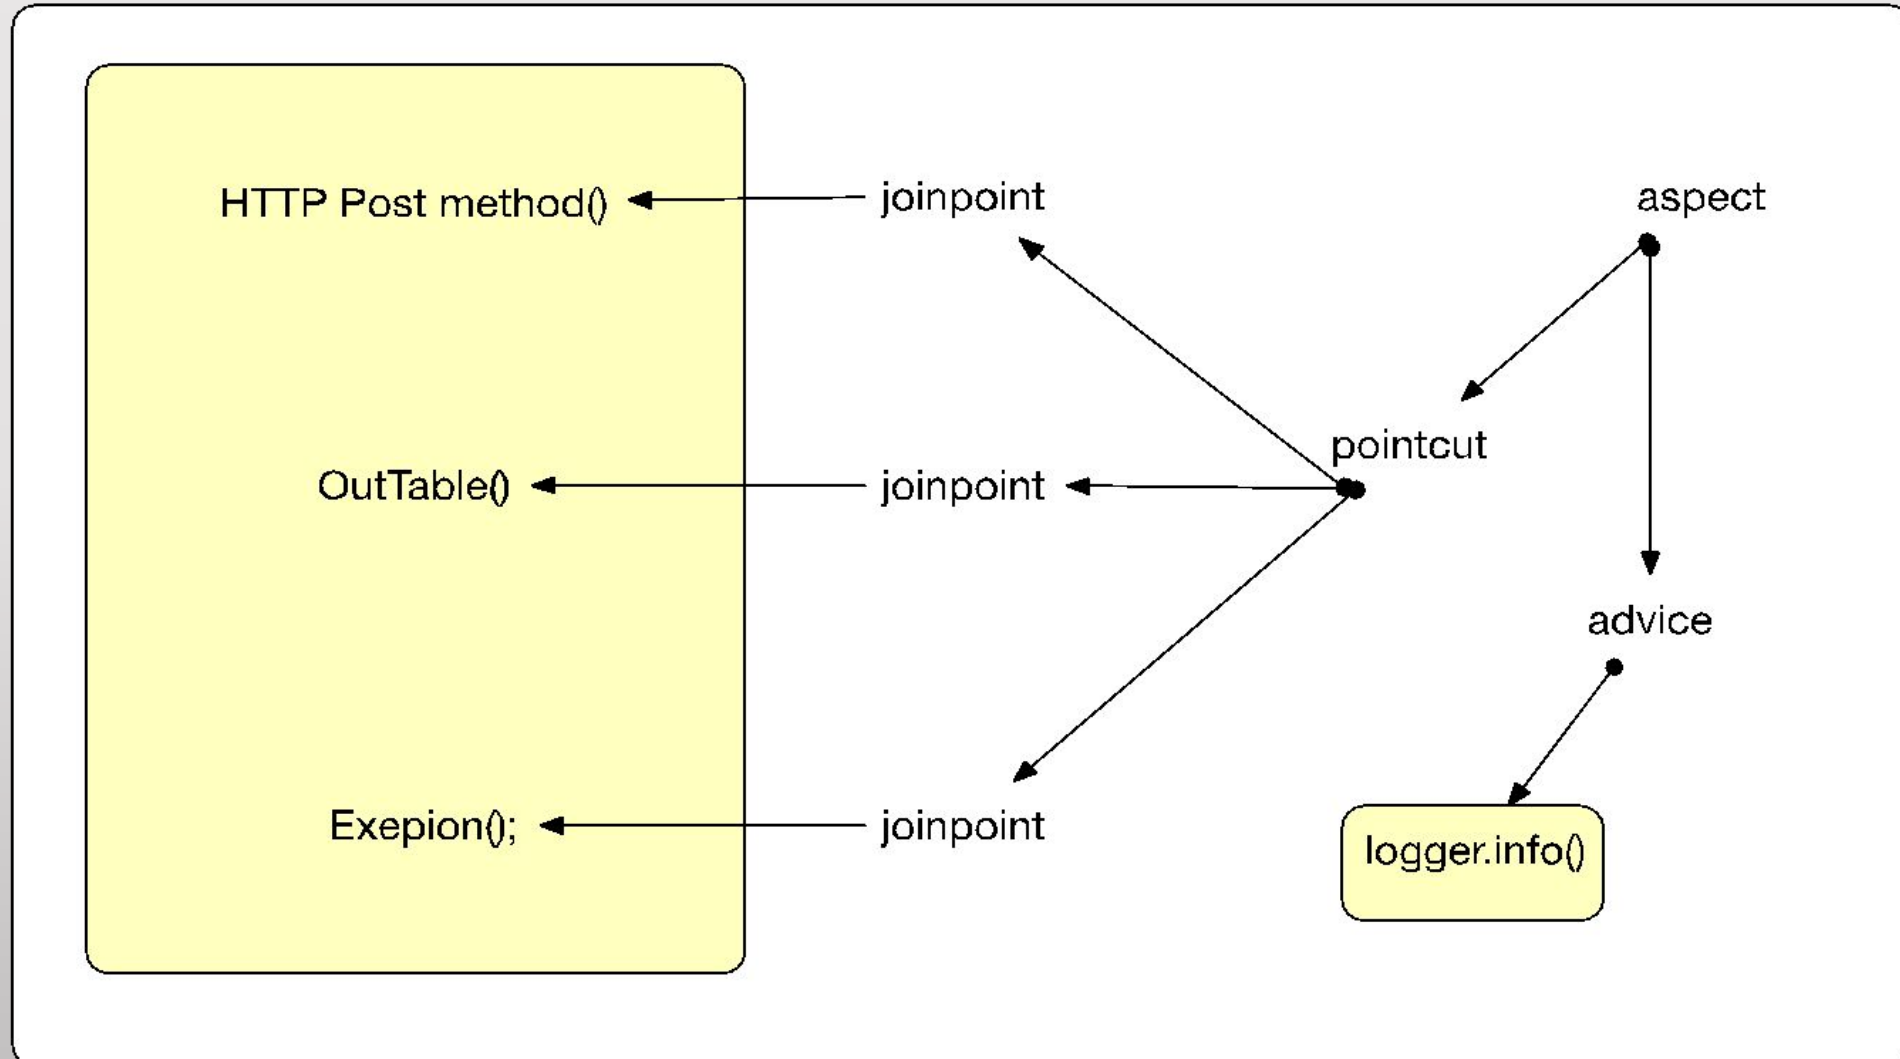 HTTP Post method()
joinpoint
aspect
pointcut
OutTable()
joinpoint
advice
Exepion();
joinpoint
logger.info()